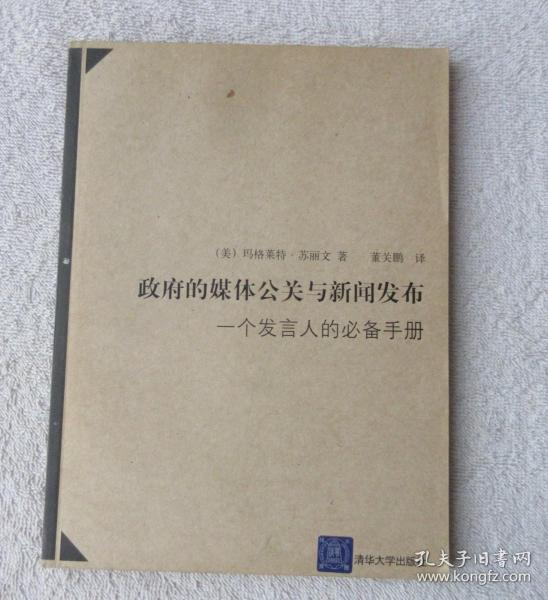 （美）玛格莱特·苏丽文 著 董关鹏 译
政府的媒体公关与新闻发布
一个发言人的必备手册
清华大学出版
孔夫子旧书网
www.kongfz.com